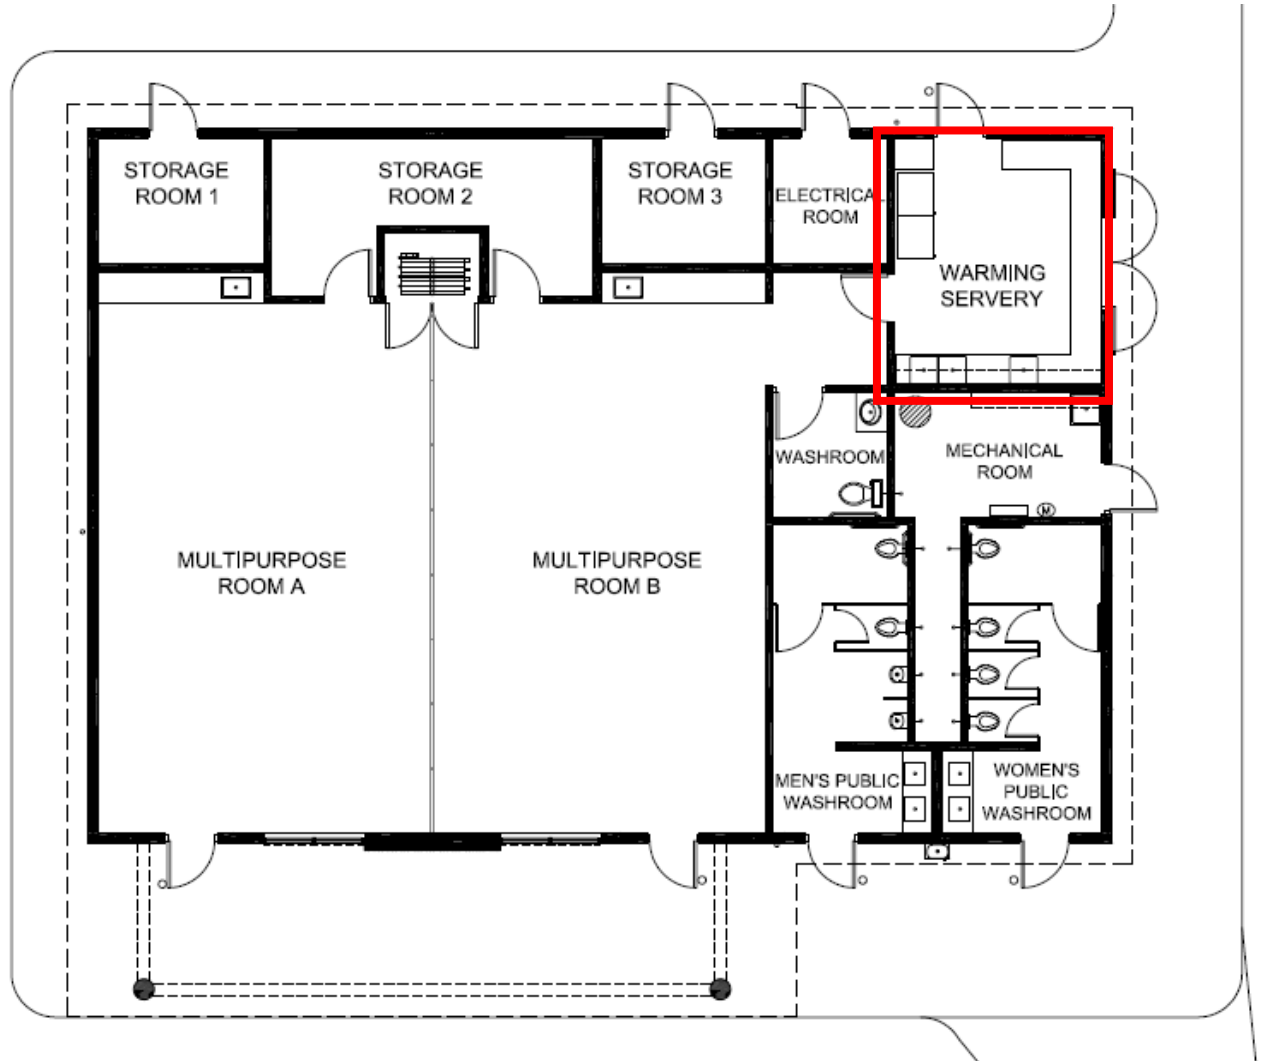 STORAGE
ROOM 1
STORAGE
ROOM 2
STORAGE
ROOM 3
ELECTRICAL
ROOM
WARMING
SERVERY
WASHROOM
MECHANICAL
ROOM
M
MULTIPURPOSE
ROOM A
MULTIPURPOSE
ROOM B
MEN'S PUBLIC
WASHROOM
WOMEN'S
PUBLIC
WASHROOM